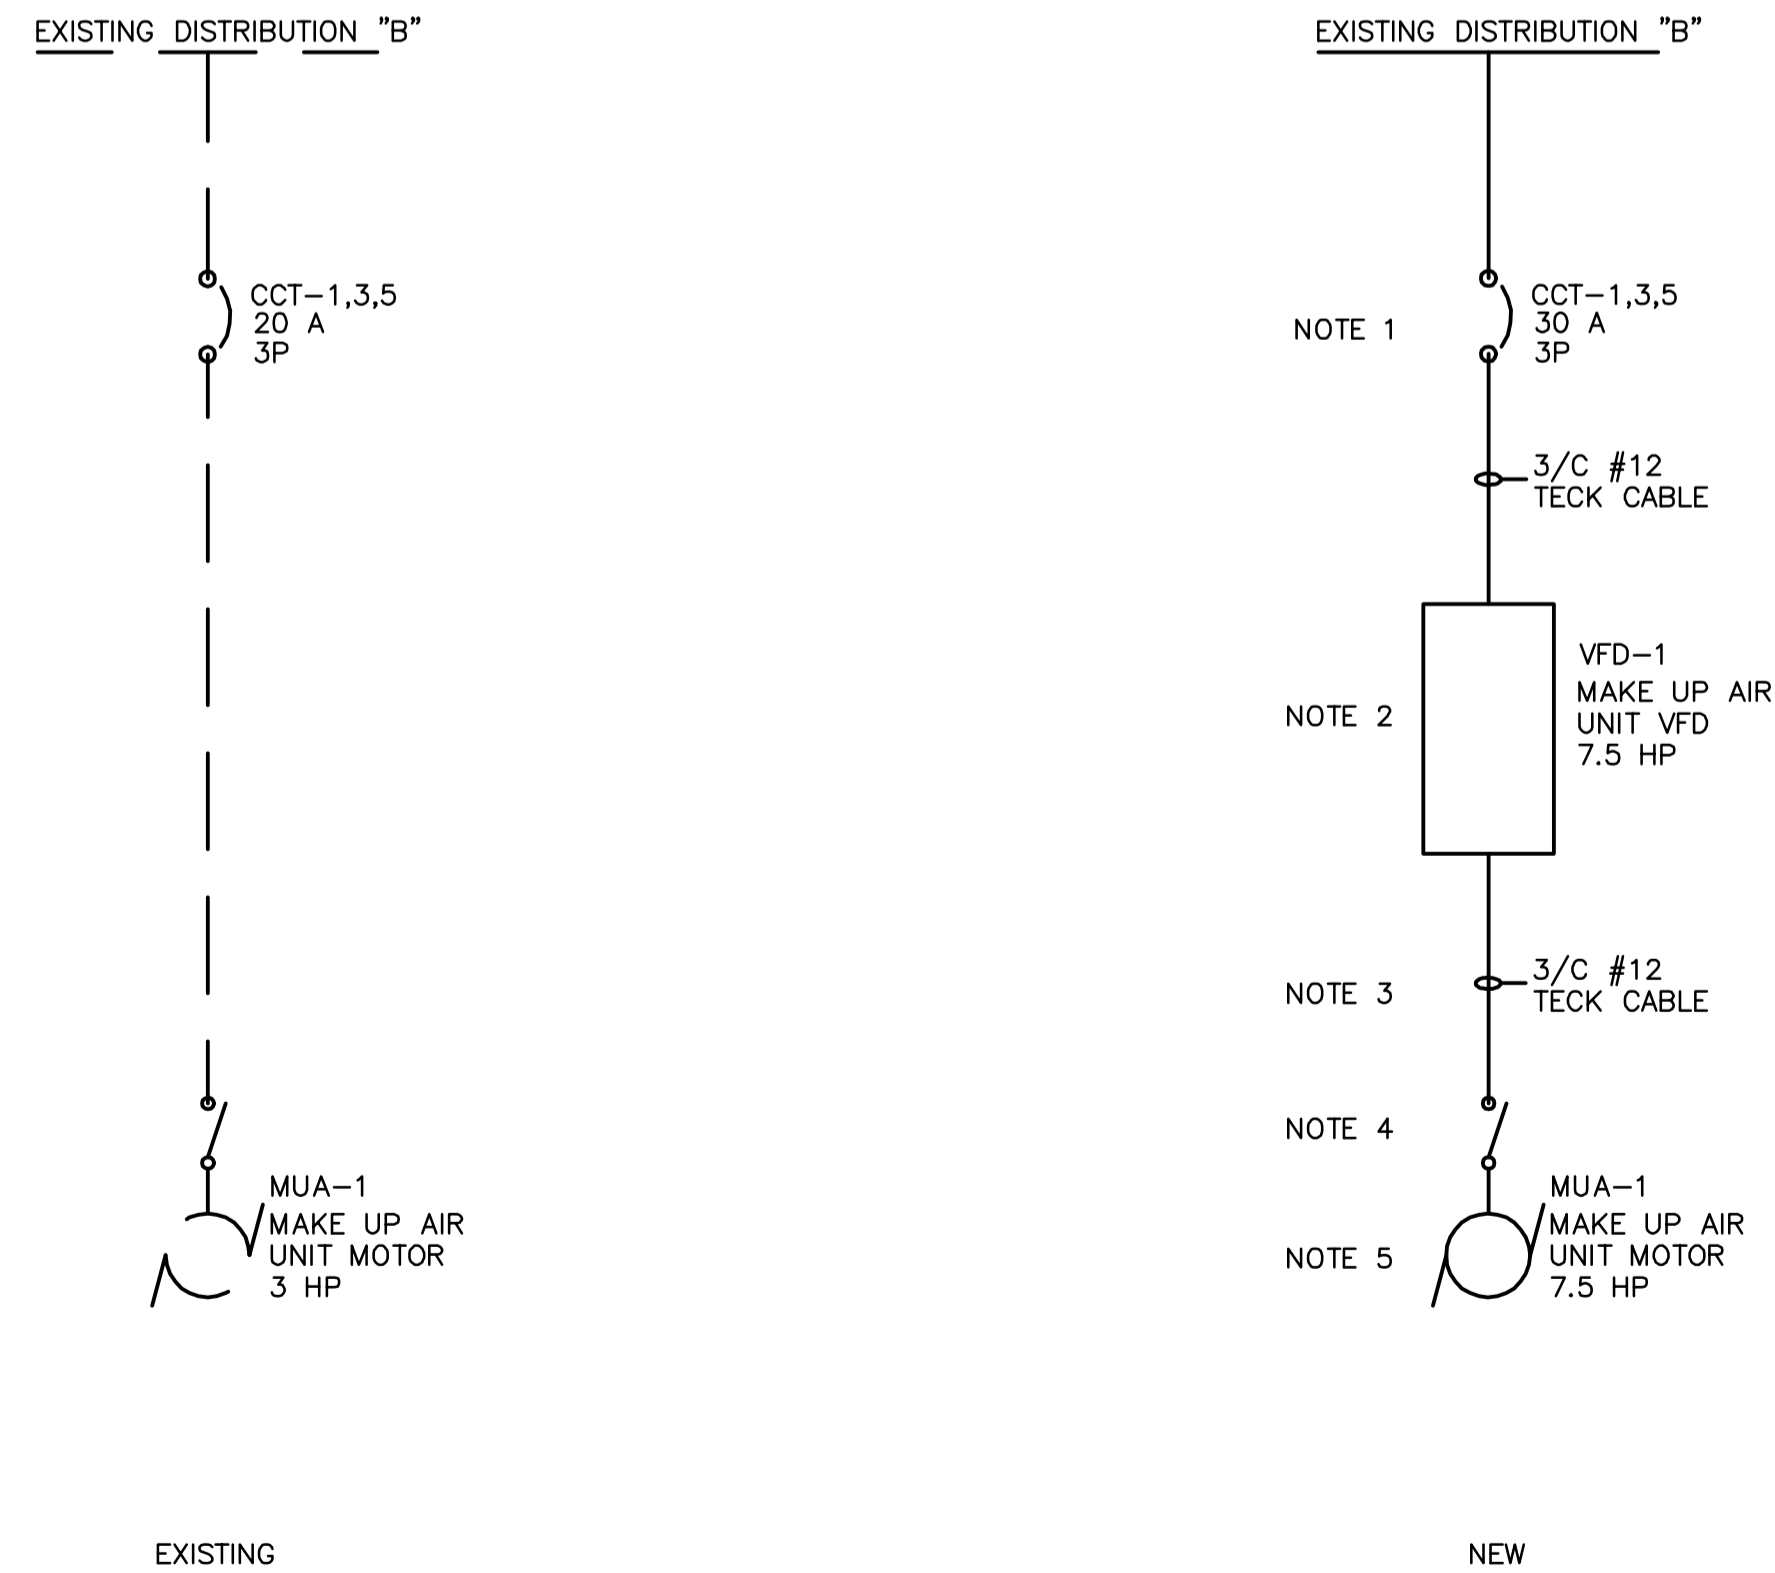 EXISTING DISTRIBUTION "B"
CCT-1,3,5
20 A
3P
MUA-1
MAKE UP AIR
UNIT MOTOR
3 HP
EXISTING
EXISTING DISTRIBUTION "B"
NOTE 1
CCT-1,3,5
30 A
3P
3/C #12
TECK CABLE
NOTE 2
VFD-1
MAKE UP AIR
UNIT VFD
7.5 HP
NOTE 3
3/C #12
TECK CABLE
NOTE 4
NOTE 5
MUA-1
MAKE UP AIR
UNIT MOTOR
7.5 HP
NEW